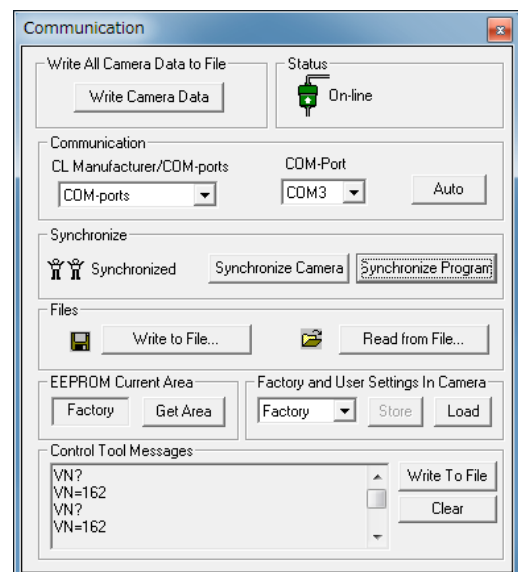 Communication
Write All Camera Data to File
Status
Write Camera Data
On-line
Communication
CL Manufacturer/COM-ports
COM-Port
COM-ports
COM3
Auto
Synchronize
Synchronized
Synchronize Camera
Synchronize Program
Files
Write to File...
Read from File...
EEPROM Current Area
Factory and User Settings In Camera
Factory
Get Area
Factory
Store
Load
Control Tool Messages
VN?
VN=162
VN?
VN=162
Write To File
Clear